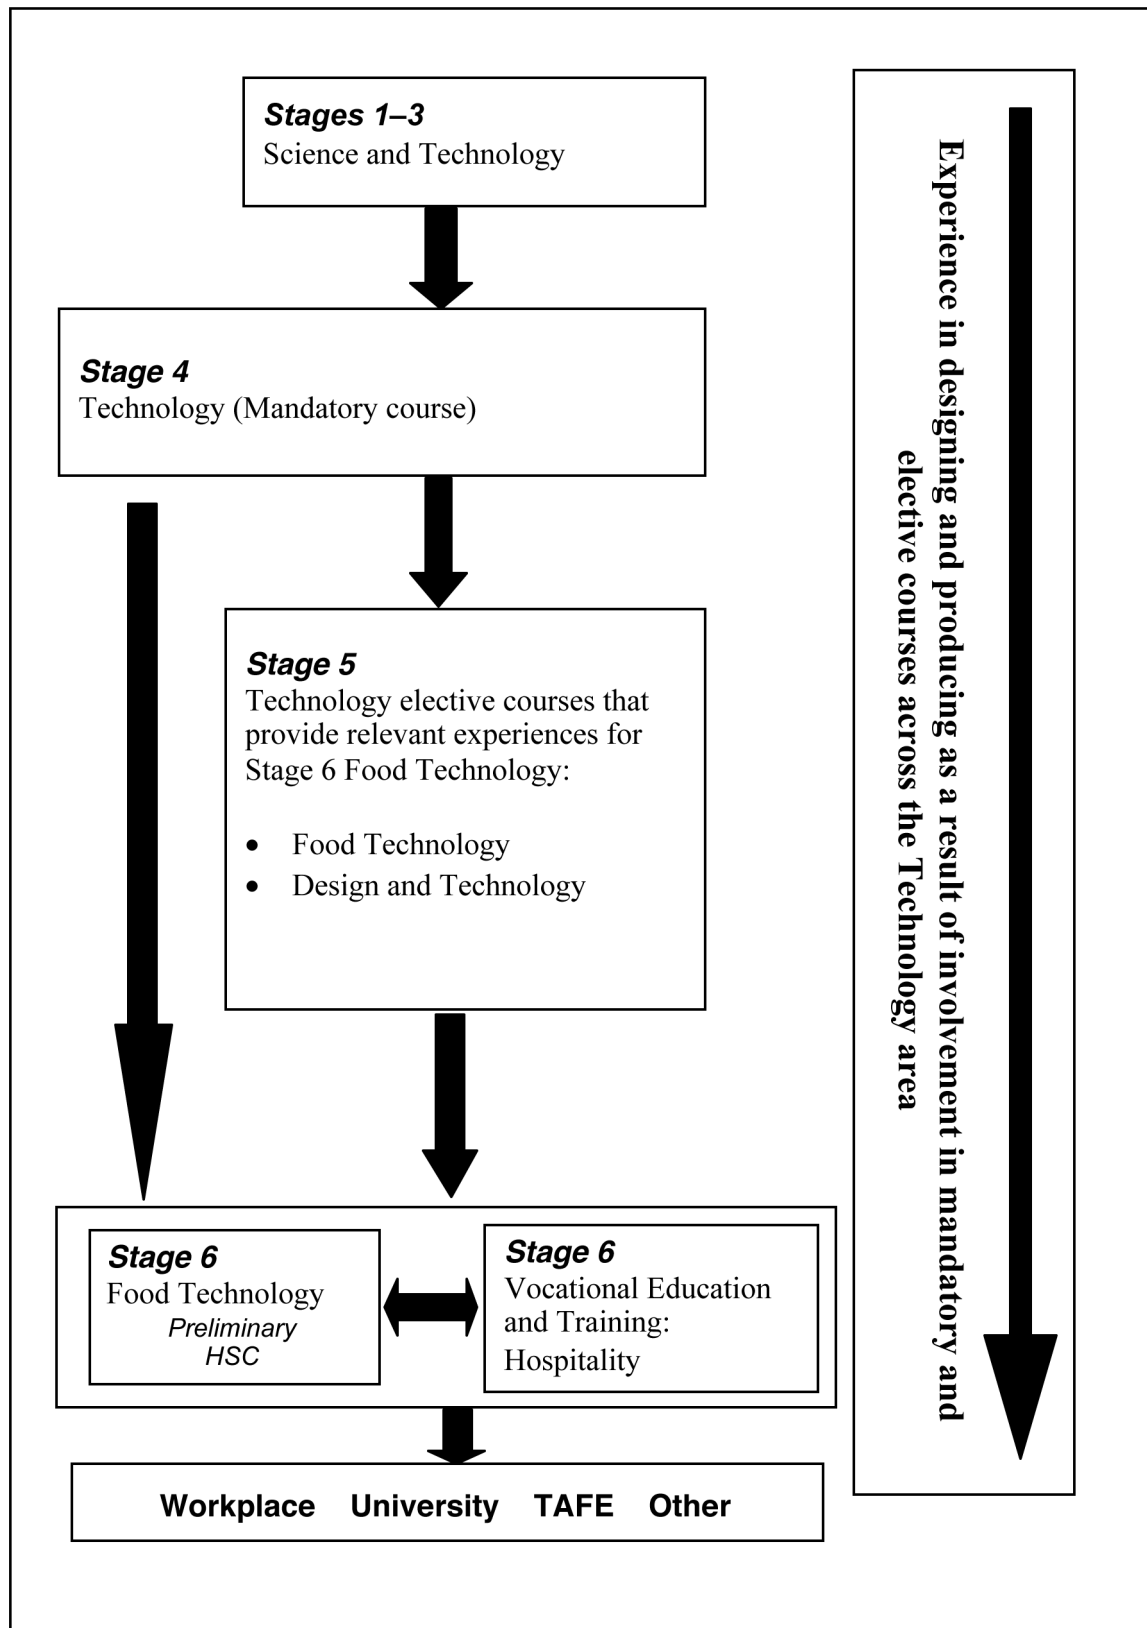 Stages 1–3
Science and Technology
Stage 4
Technology (Mandatory course)
Stage 5
Technology elective courses that
provide relevant experiences for
Stage 6 Food Technology:
• Food Technology
• Design and Technology
Stage 6
Food Technology
Preliminary
HSC
Stage 6
Vocational Education
and Training:
Hospitality
Workplace University TAFE Other
Experience in designing and producing as a result of involvement in mandatory and
elective courses across the Technology area